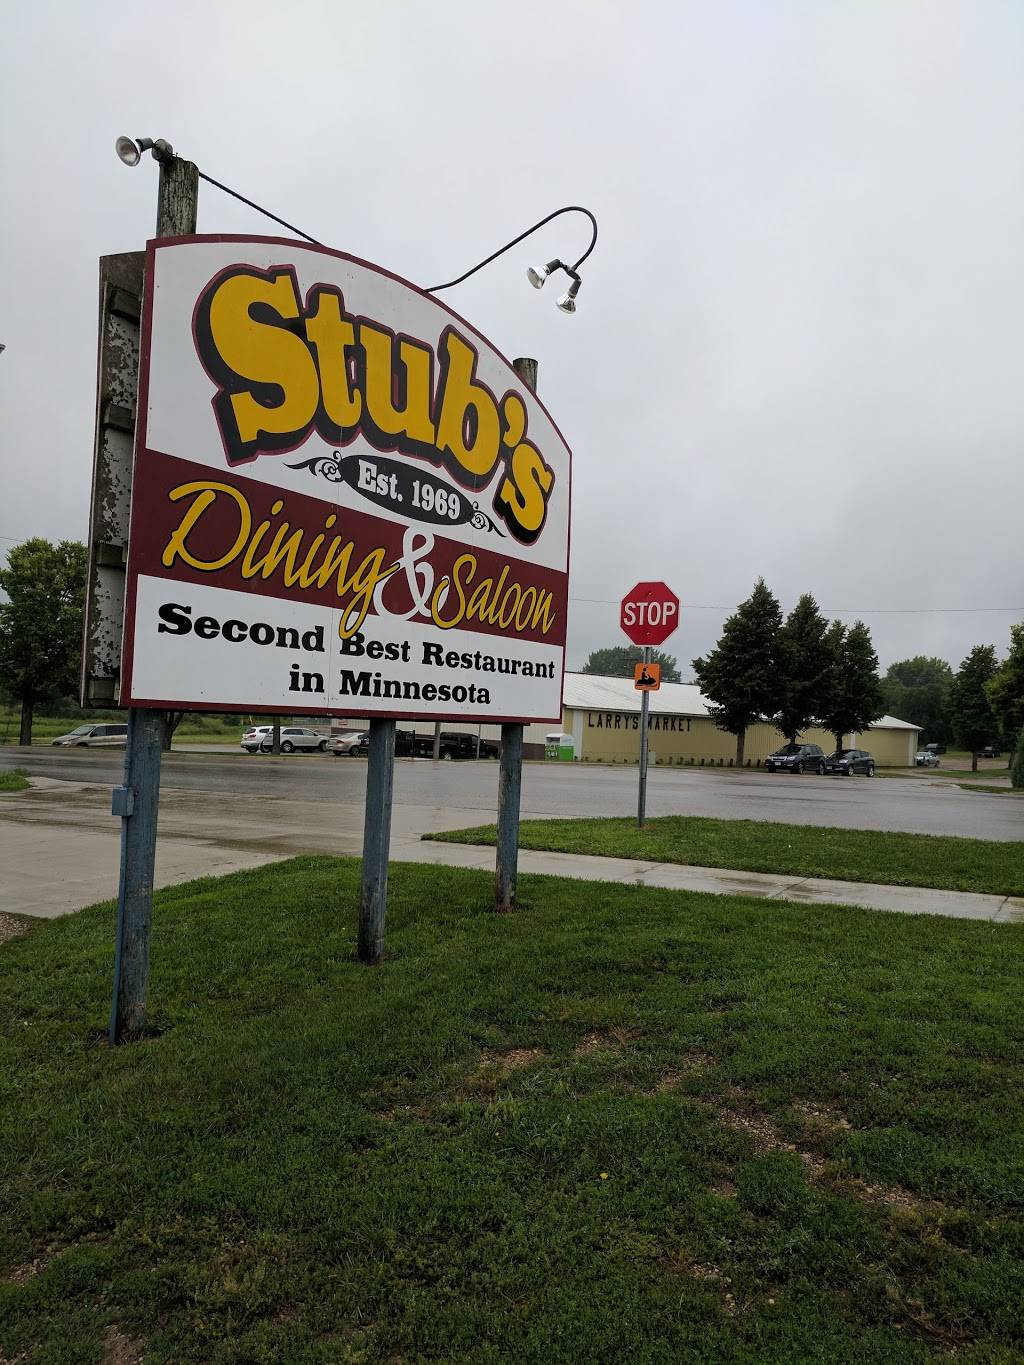 Stub's
Est. 1969
Dining & Saloon
Second Best Restaurant
in Minnesota
STOP
LARRY'S MARKET